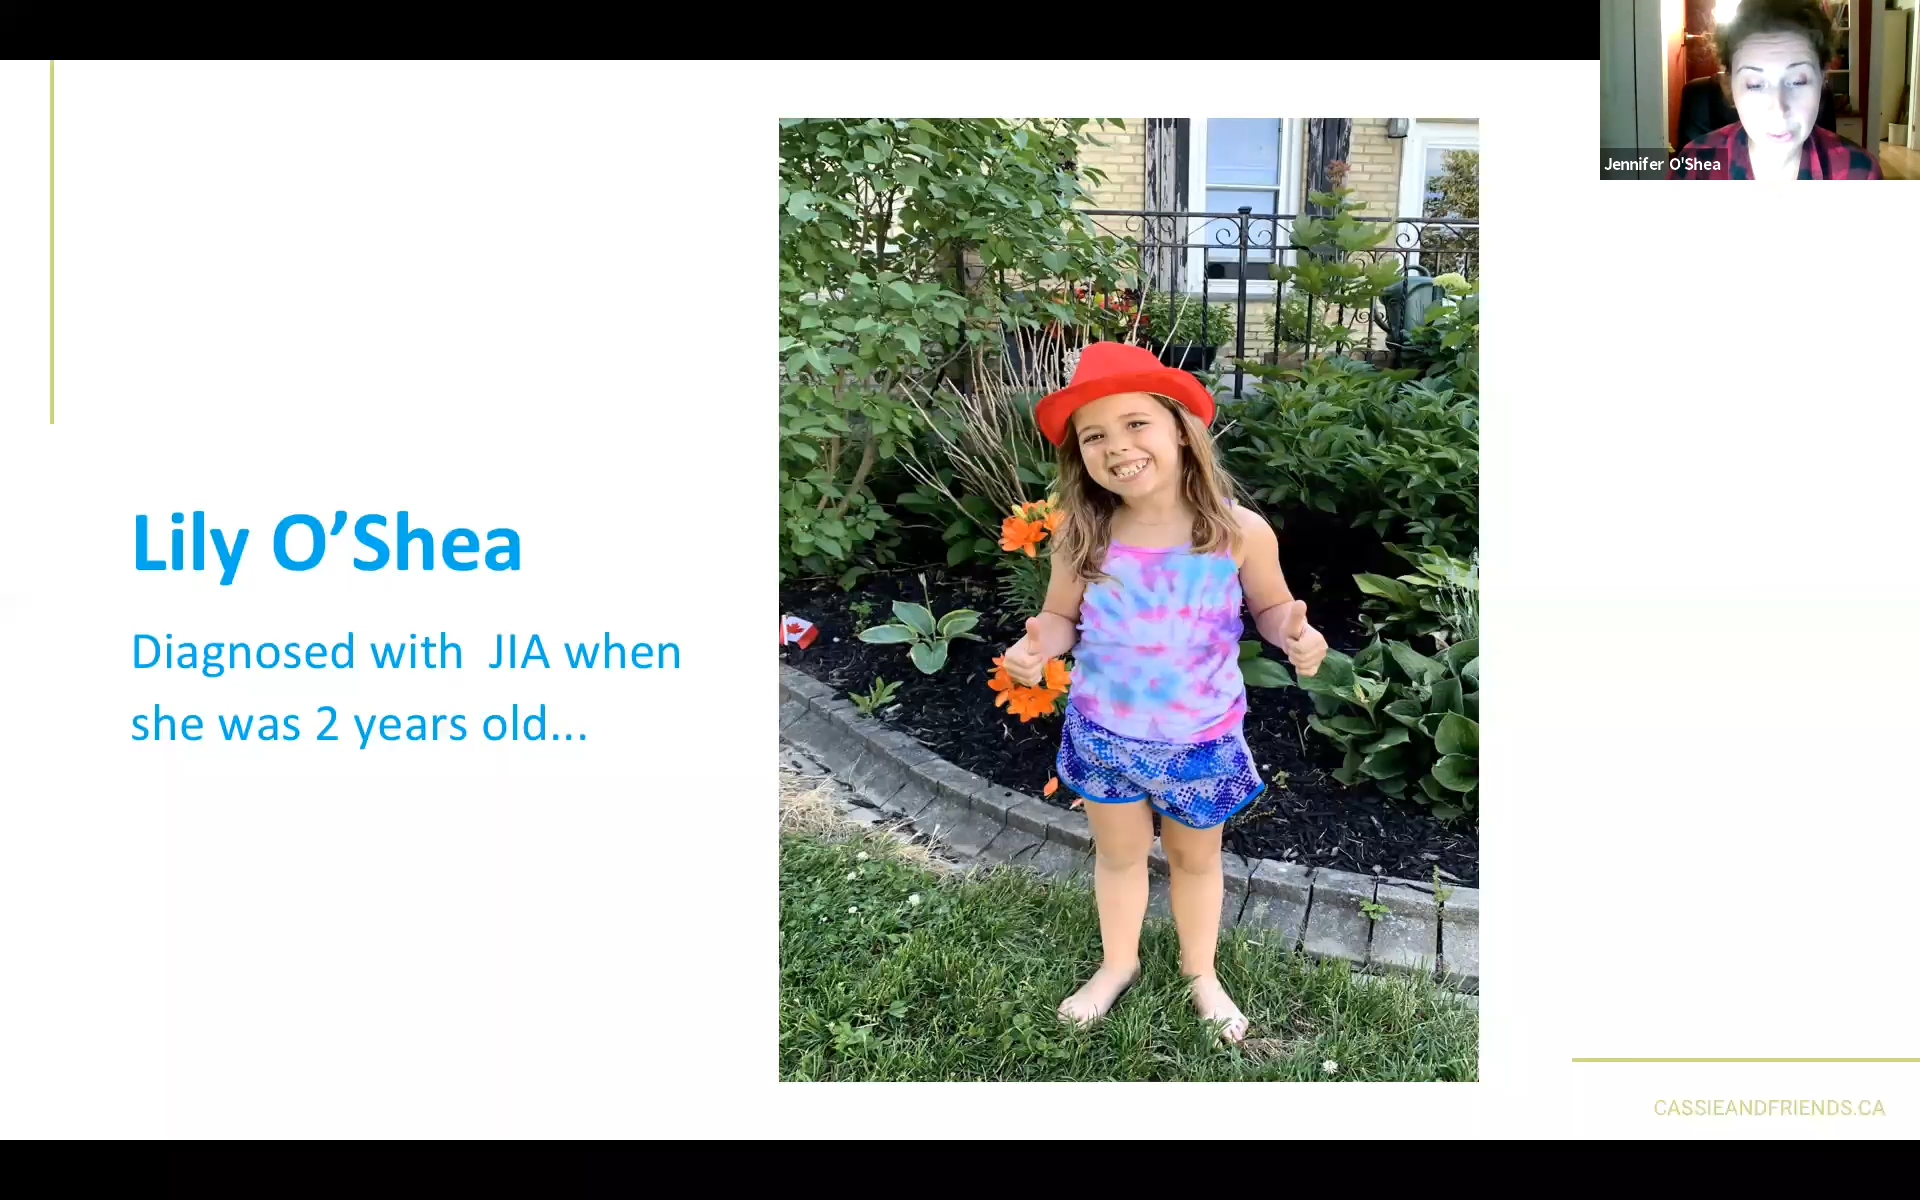 Jennifer O'Shea
Lily O’Shea
Diagnosed with  JIA when
she was 2 years old...
CASSIEANDFRIENDS.CA